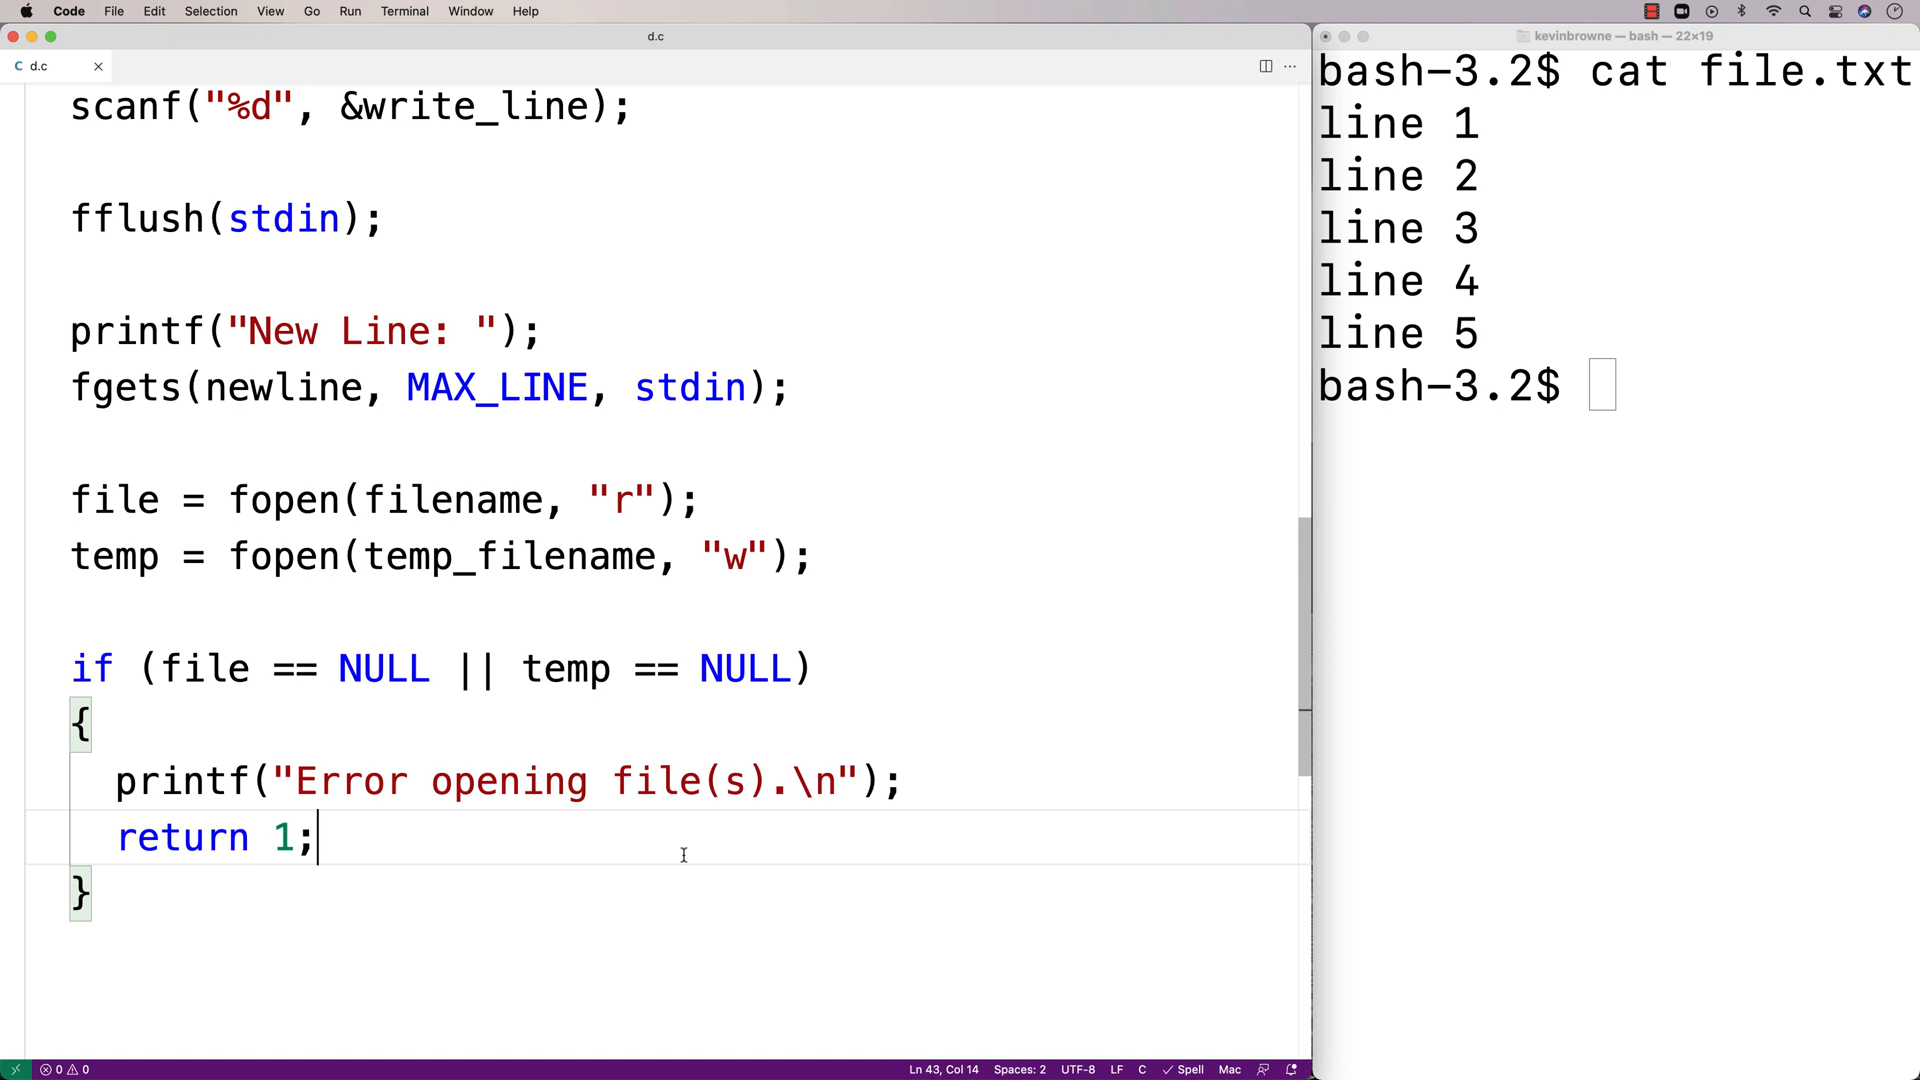 Code File Edit Selection View Go Run Terminal Window Help
d.c
C d.c
scanf("%d", &write_line);
fflush(stdin);
printf("New Line: ");
fgets(newline, MAX_LINE, stdin);
file = fopen(filename, "r");
temp = fopen(temp_filename, "w");
if (file == NULL || temp == NULL)
{
printf("Error opening file(s).\n");
return 1;
}
0 0
Ln 43, Col 14 Spaces: 2 UTF-8 LF C Spell Mac
kevinbrowne — bash — 22×19
bash-3.2$ cat file.txt
line 1
line 2
line 3
line 4
line 5
bash-3.2$